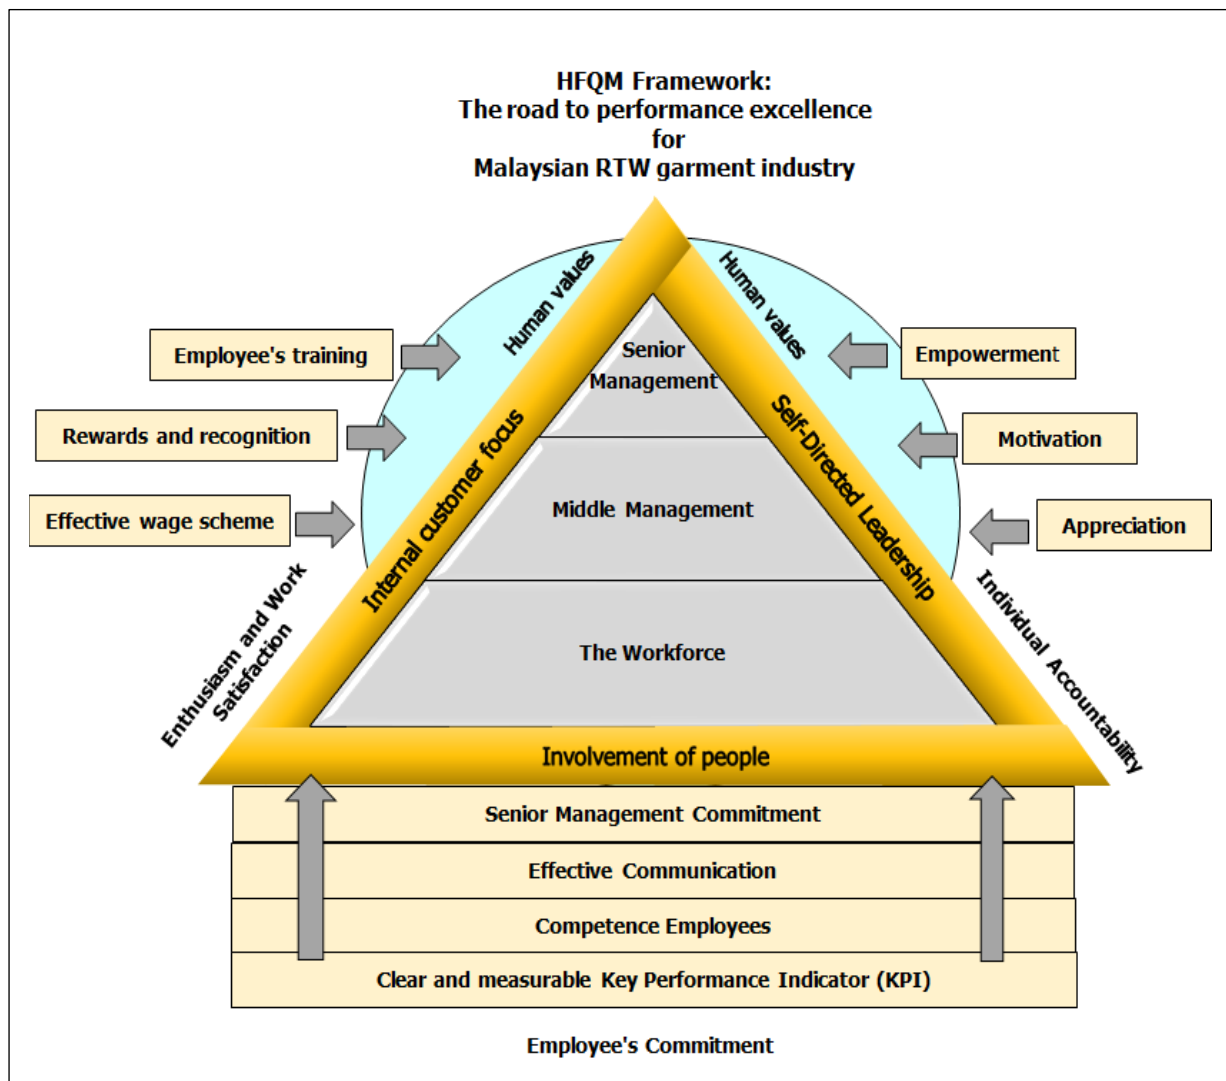 HFQM Framework:
The road to performance excellence
for
Malaysian RTW garment industry
Human values
Human values
Employee's training
Empowerment
Senior
Management
Rewards and recognition
Motivation
Internal customer focus
Self-Directed Leadership
Effective wage scheme
Middle Management
Appreciation
Enthusiasm and Work
Satisfaction
Individual Accountability
The Workforce
Involvement of people
Senior Management Commitment
Effective Communication
Competence Employees
Clear and measurable Key Performance Indicator (KPI)
Employee's Commitment